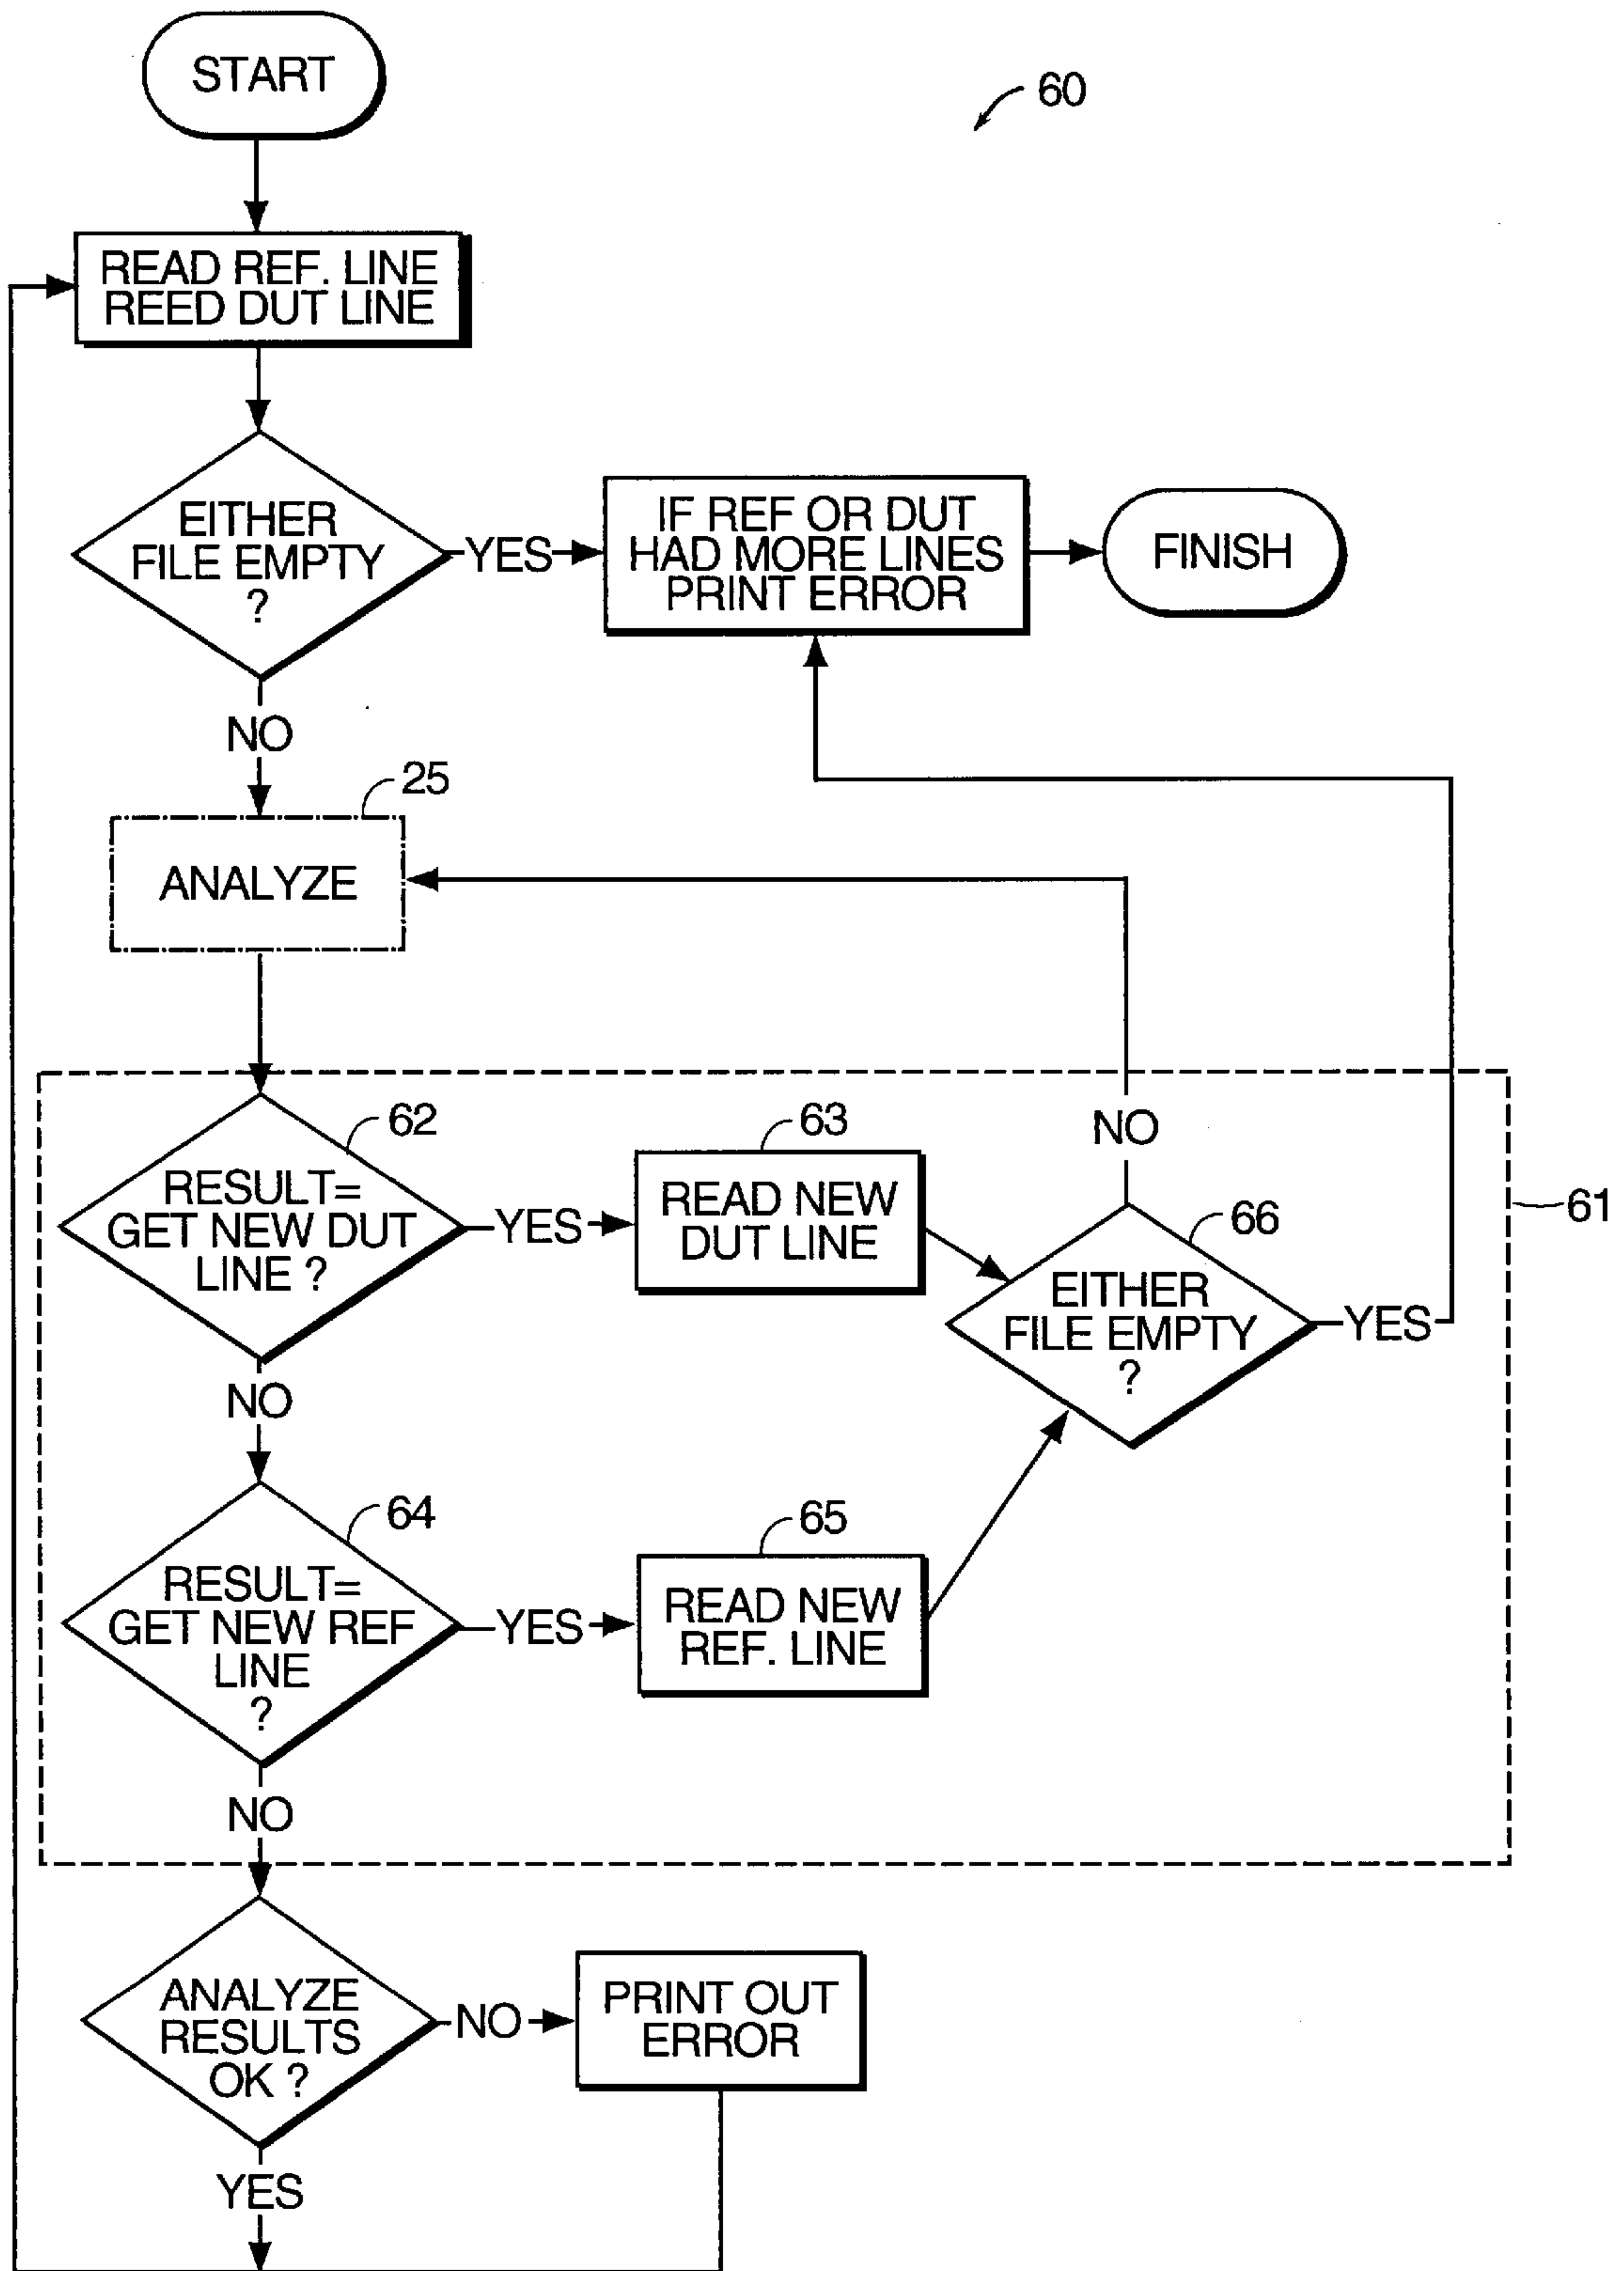 START
60
READ REF. LINE
REED DUT LINE
EITHER
FILE EMPTY
?
YES
IF REF OR DUT
HAD MORE LINES
PRINT ERROR
FINISH
NO
25
ANALYZE
62
RESULT=
GET NEW DUT
LINE ?
YES
63
READ NEW
DUT LINE
NO
66
EITHER
FILE EMPTY
?
YES
61
NO
64
RESULT=
GET NEW REF
LINE
?
YES
65
READ NEW
REF. LINE
NO
ANALYZE
RESULTS
OK ?
NO
PRINT OUT
ERROR
YES